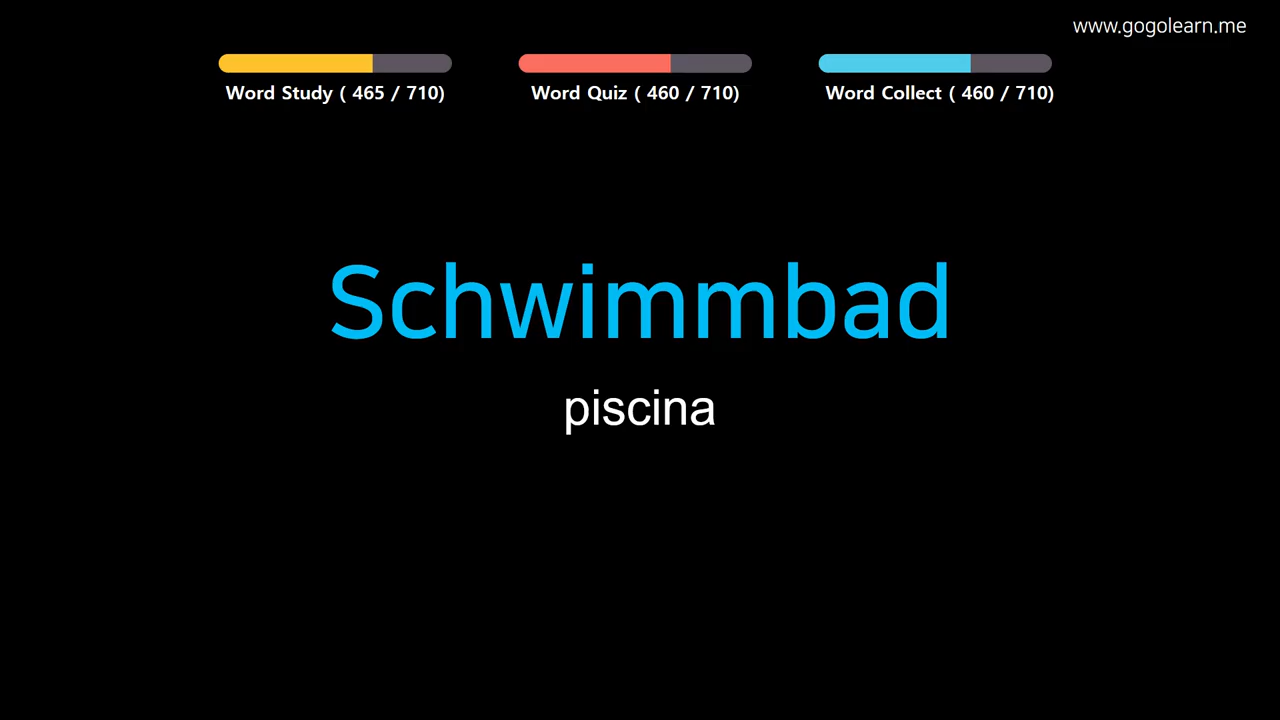 www.gogolearn.me
Word Study ( 465 / 710)
Word Quiz ( 460 / 710)
Word Collect ( 460 / 710)
Schwimmbad
piscina